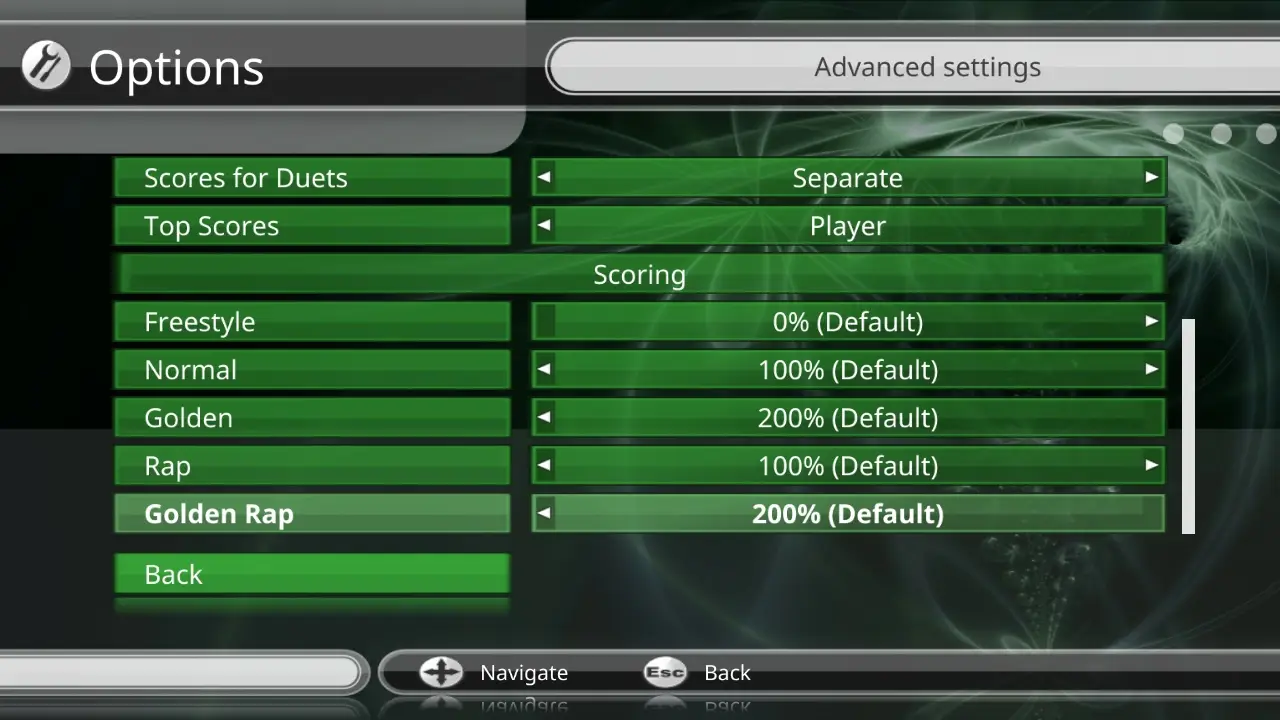 Options
Advanced settings
Scores for Duets Separate
Top Scores Player
Scoring
Freestyle 0% (Default)
Normal 100% (Default)
Golden 200% (Default)
Rap 100% (Default)
Golden Rap 200% (Default)
Back
Esc
Navigate Back